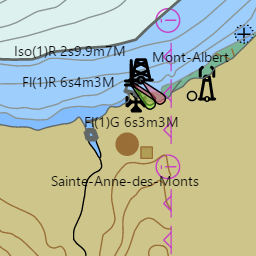 Iso(1)R 2s9.9m7M
Mont-Albert
Fl(1)R 6s4m3M
Fl(1)G 6s3m3M
Sainte-Anne-des-Monts